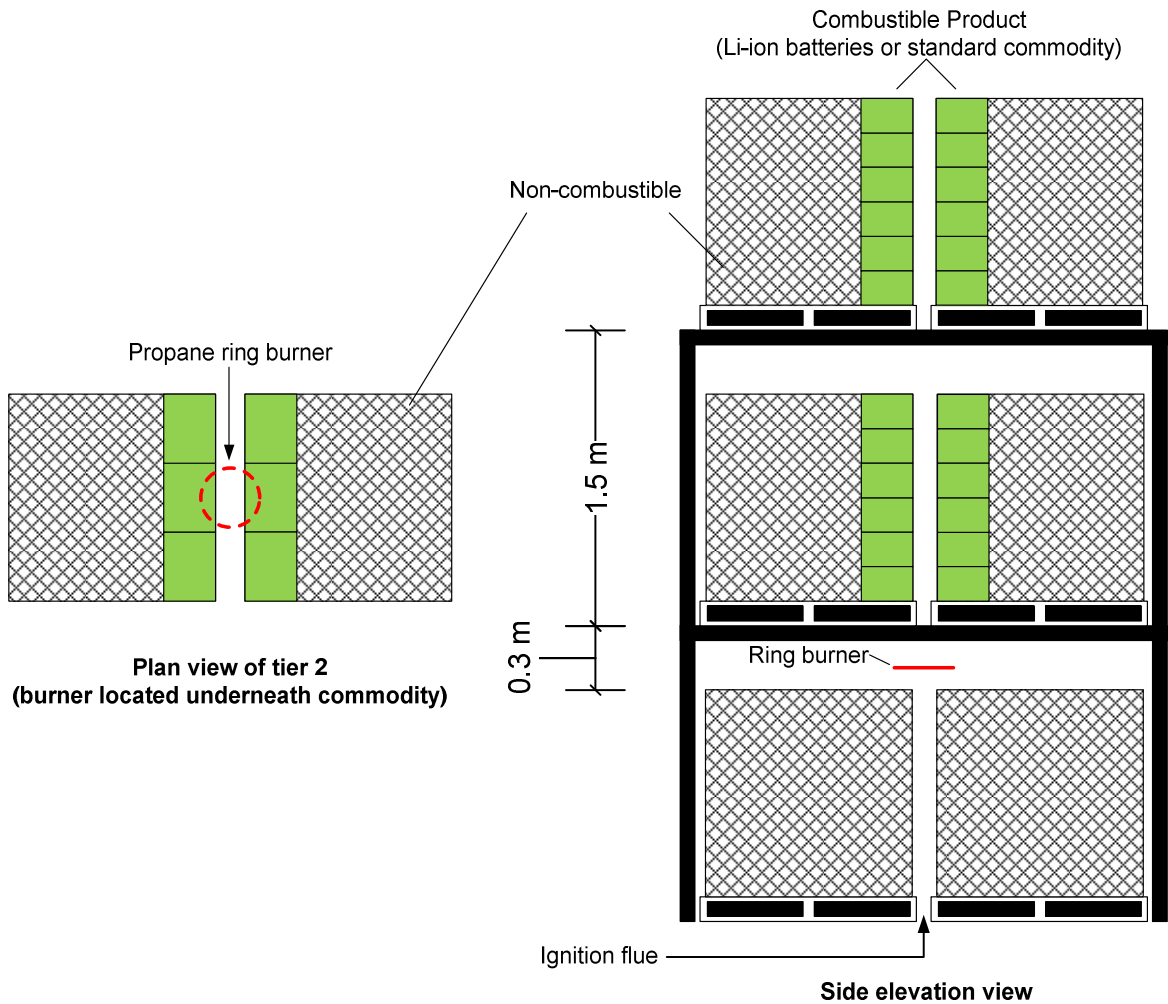 Combustible Product
(Li-ion batteries or standard commodity)
Non-combustible
Propane ring burner
1.5 m
0.3 m
Ring burner
Plan view of tier 2
(burner located underneath commodity)
Ignition flue
Side elevation view